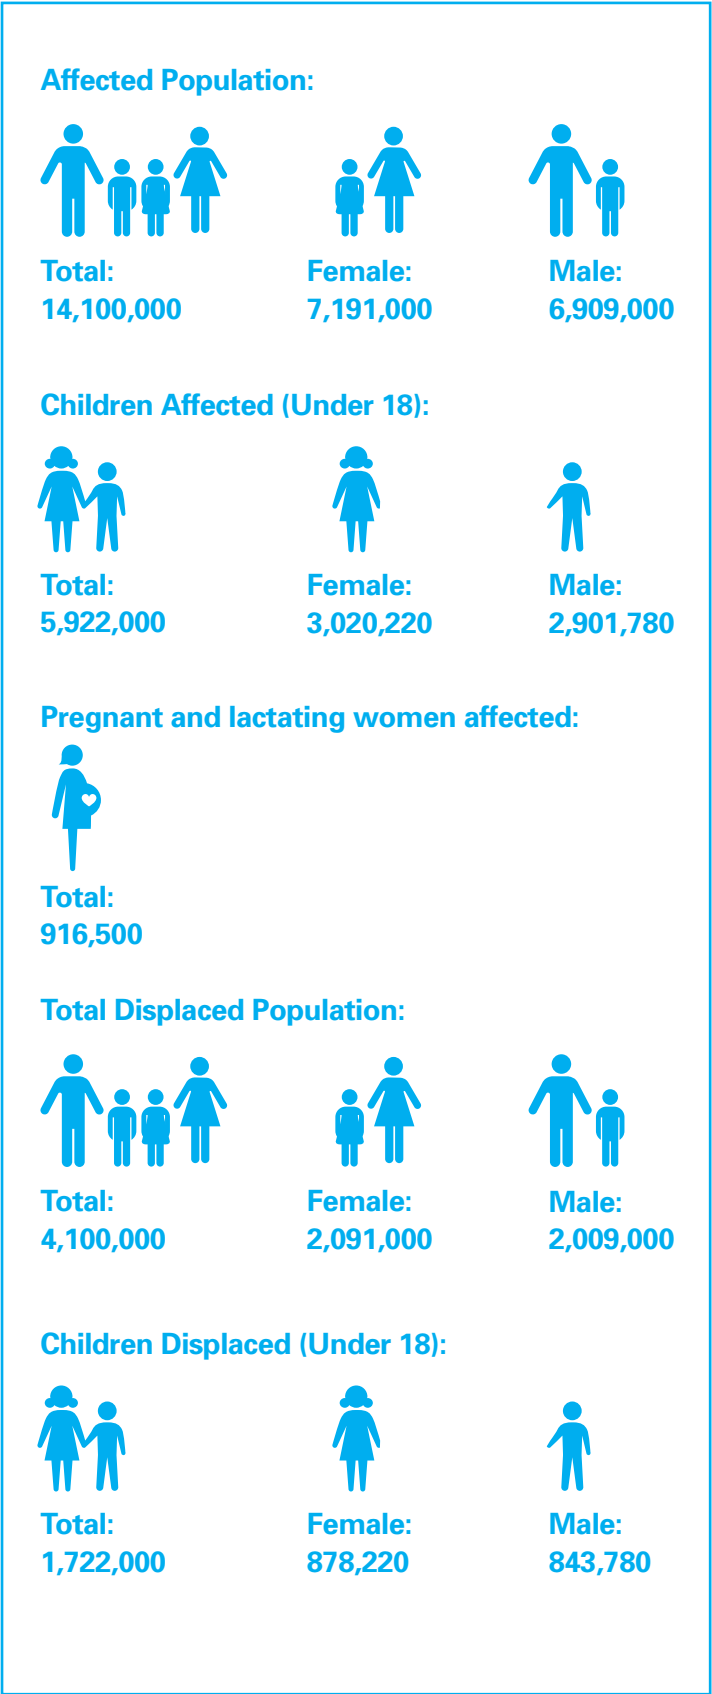 Affected Population:
Total:
14,100,000
Female:
7,191,000
Male:
6,909,000
Children Affected (Under 18):
Total:
5,922,000
Female:
3,020,220
Male:
2,901,780
Pregnant and lactating women affected:
Total:
916,500
Total Displaced Population:
Total:
4,100,000
Female:
2,091,000
Male:
2,009,000
Children Displaced (Under 18):
Total:
1,722,000
Female:
878,220
Male:
843,780